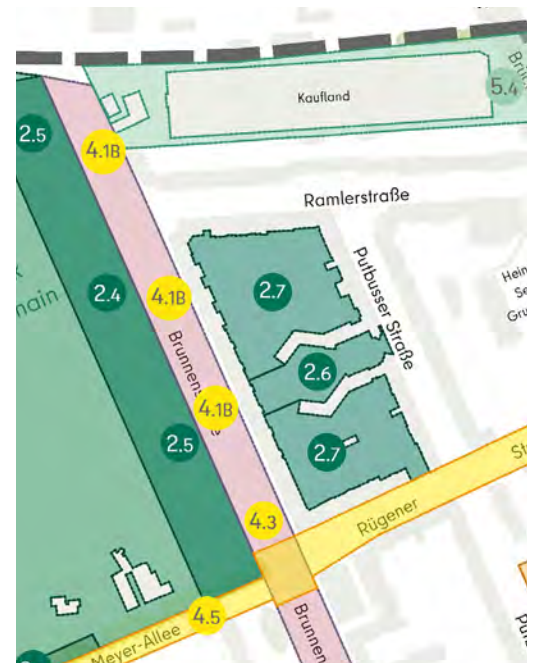 Kaufland
5.4
2.5
4.1B
Ramlerstraße
2.4
4.1B
2.7
Putbusser Straße
2.6
4.1B
2.5
2.7
4.3
Rügener
4.5
Meyer-Allee